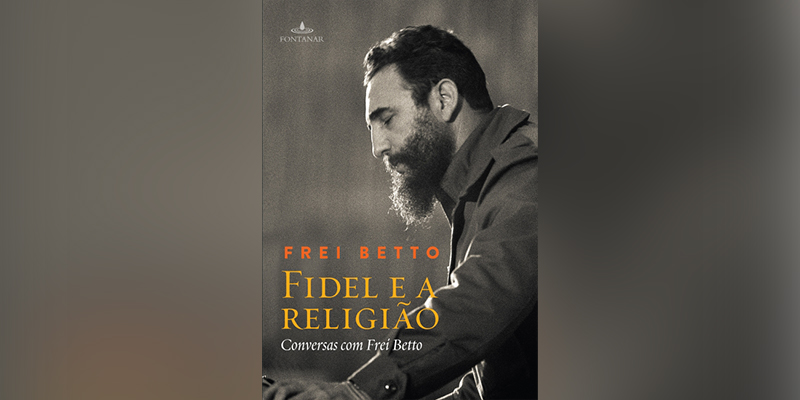 FONTANAR
FREI BETTO
FIDEL E A
RELIGIÃO
Conversas com Frei Betto